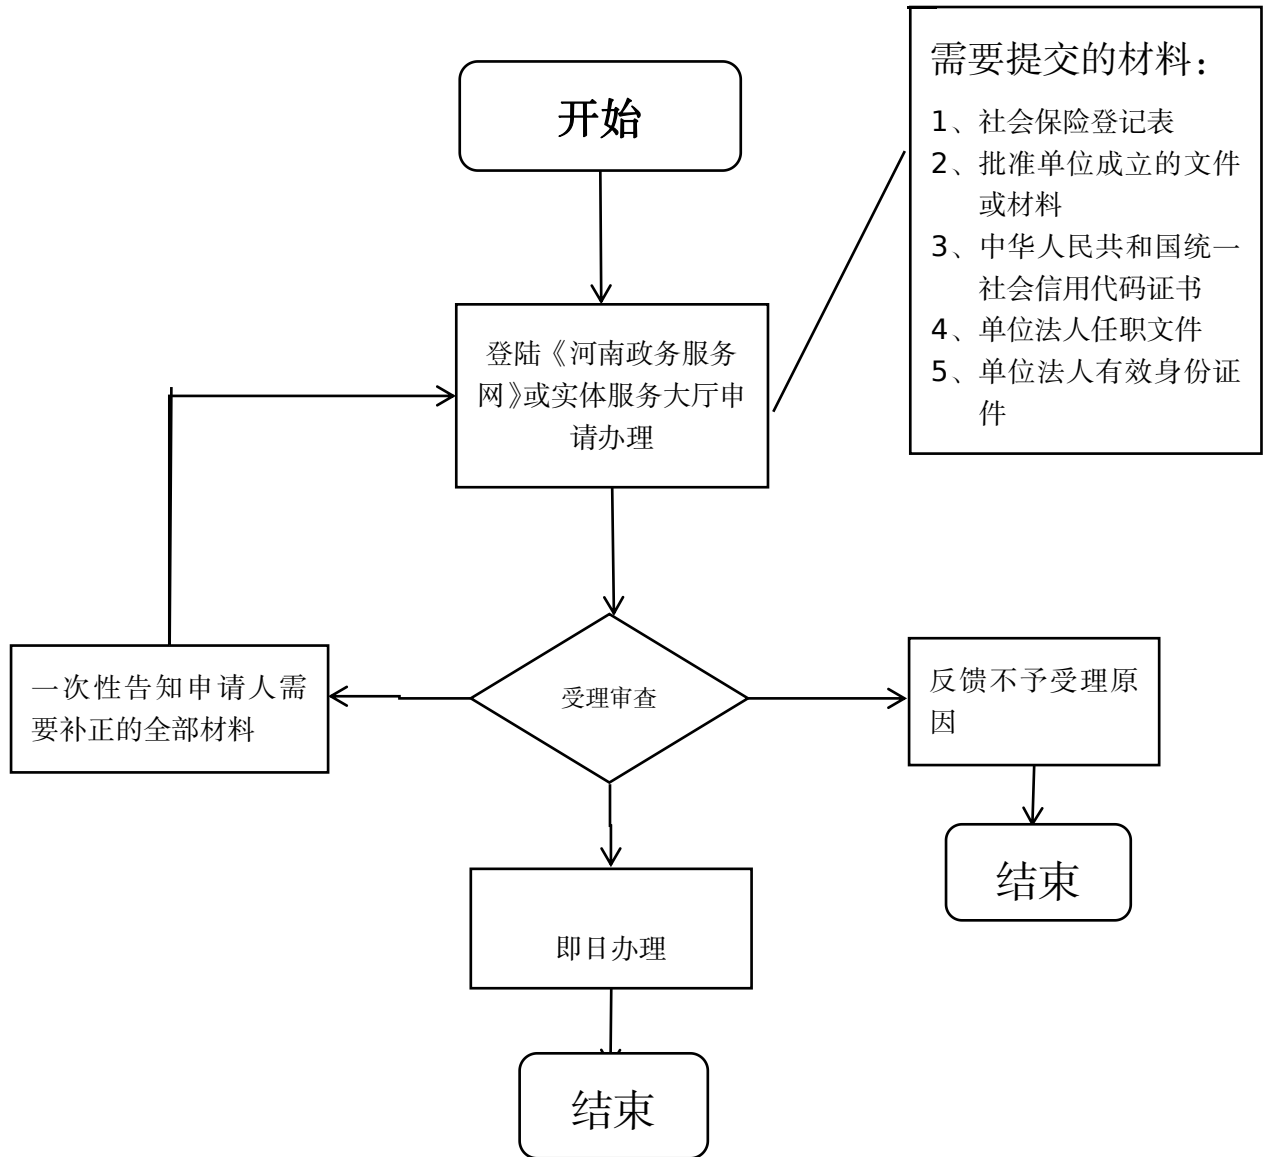 开始
需要提交的材料：
1、社会保险登记表
2、批准单位成立的文件
或材料
3、中华人民共和国统一
社会信用代码证书
4、单位法人任职文件
5、单位法人有效身份证
件
登陆《河南政务服务
网》或实体服务大厅申
请办理
一次性告知申请人需
要补正的全部材料
受理审查
反馈不予受理原
因
结束
即日办理
结束